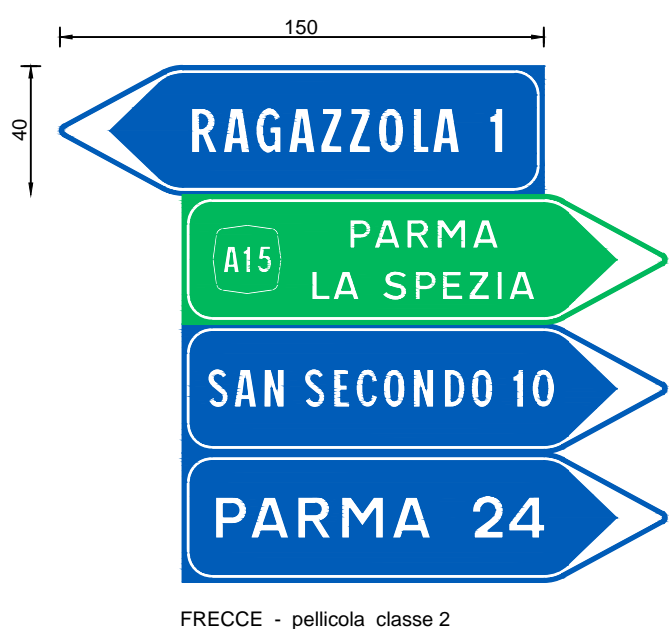 150
40
RAGAZZOLA 1
A15
PARMA
LA SPEZIA
SAN SECONDO 10
PARMA 24
FRECCE - pellicola classe 2